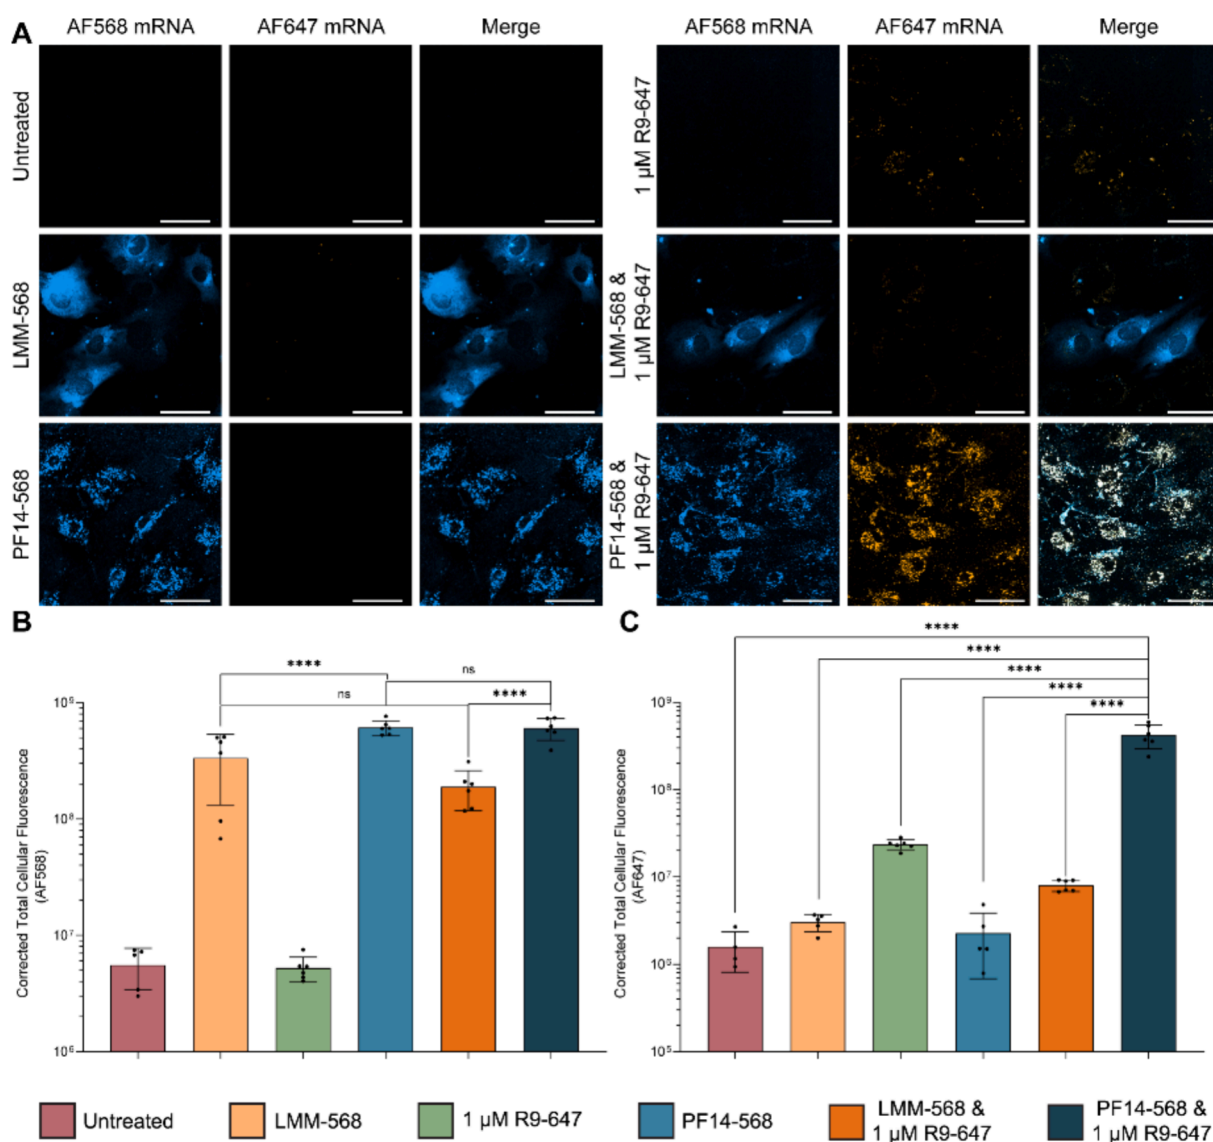 A
AF568 mRNA AF647 mRNA Merge
AF568 mRNA AF647 mRNA Merge
Untreated
1 µM R9-647
LMM-568
LMM-568 &
1 µM R9-647
PF14-568
PF14-568 &
1 µM R9-647
B
****
ns
ns
****
Corrected Total Cellular Fluorescence
(AF568)
10⁹
10⁸
10⁷
10⁶
C
****
****
****
****
****
Corrected Total Cellular Fluorescence
(AF647)
10⁹
10⁸
10⁷
10⁶
10⁵
Untreated
LMM-568
1 µM R9-647
PF14-568
LMM-568 &
1 µM R9-647
PF14-568 &
1 µM R9-647